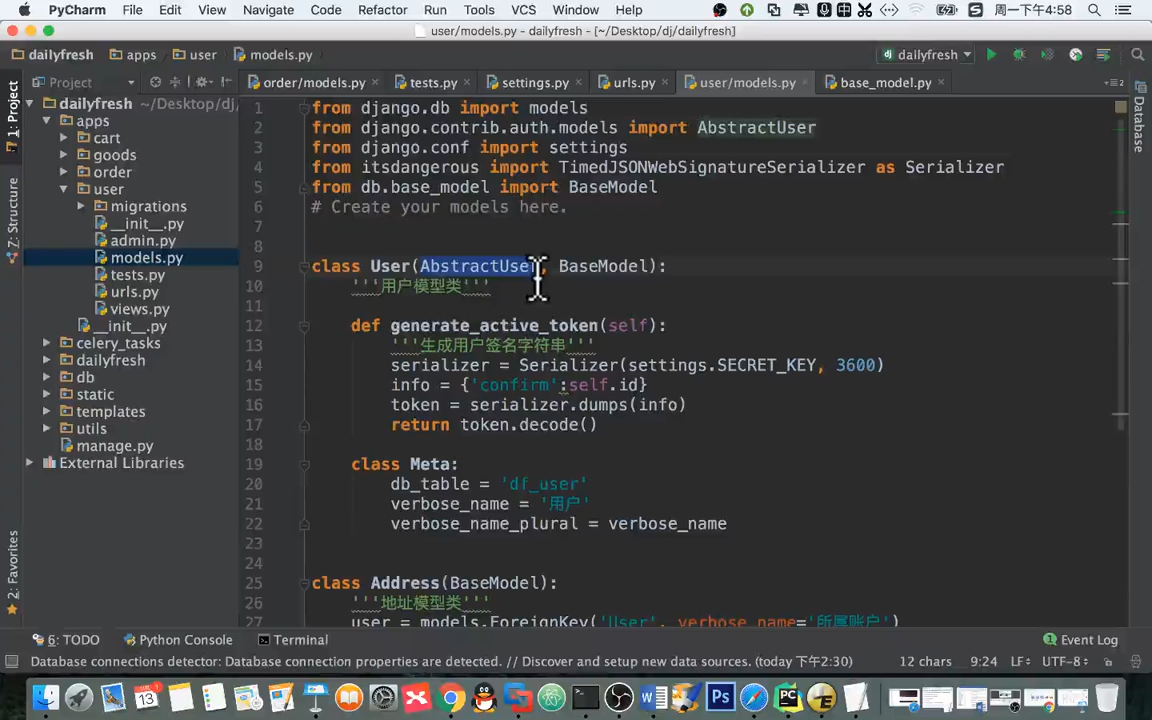 PyCharm File Edit View Navigate Code Refactor Run Tools VCS Window Help 周一下午4:58
user/models.py - dailyfresh - [~/Desktop/dj/dailyfresh]
dailyfresh apps user models.py dailyfresh
Project order/models.py tests.py settings.py urls.py user/models.py base_model.py
1: Project
7: Structure
2: Favorites
Database
dailyfresh ~/Desktop/dj,
apps
cart
goods
order
user
migrations
__init__.py
admin.py
models.py
tests.py
urls.py
views.py
__init__.py
celery_tasks
dailyfresh
db
static
templates
utils
manage.py
External Libraries
1 from django.db import models
2 from django.contrib.auth.models import AbstractUser
3 from django.conf import settings
4 from itsdangerous import TimedJSONWebSignatureSerializer as Serializer
5 from db.base_model import BaseModel
6 # Create your models here.
7
8
9 class User(AbstractUser, BaseModel):
10 '''用户模型类'''
11
12 def generate_active_token(self):
13 '''生成用户签名字符串'''
14 serializer = Serializer(settings.SECRET_KEY, 3600)
15 info = {'confirm':self.id}
16 token = serializer.dumps(info)
17 return token.decode()
18
19 class Meta:
20 db_table = 'df_user'
21 verbose_name = '用户'
22 verbose_name_plural = verbose_name
23
24
25 class Address(BaseModel):
26 '''地址模型类'''
27 user = models.ForeignKey('User', verbose_name='所属账户')
6: TODO Python Console Terminal Event Log
Database connections detector: Database connection properties are detected. // Discover and setup new data sources. (today 下午2:30) 12 chars 9:24 LF÷ UTF-8÷